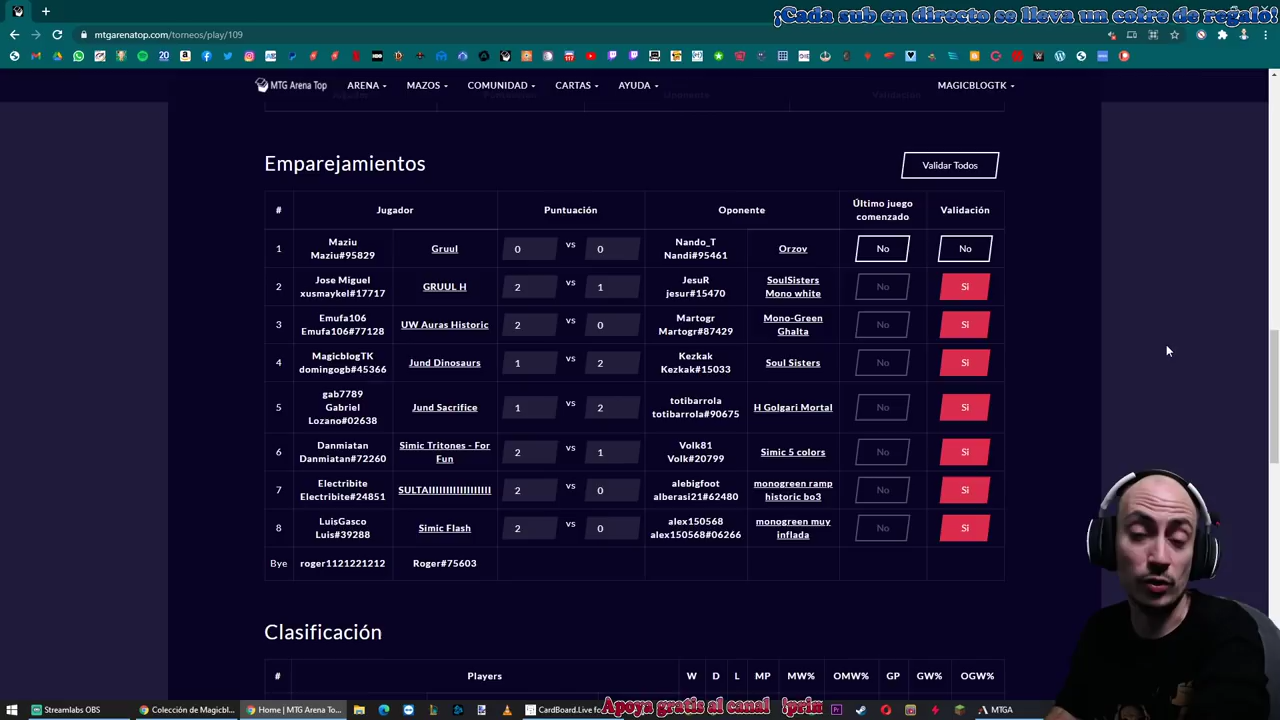 ¡Cada sub en directo se lleva un cofre de regalo!
mtgarenatop.com/torneos/play/109
MTG Arena Top
ARENA
MAZOS
COMUNIDAD
CARTAS
AYUDA
MAGICBLOGTK
Emparejamientos
Validar Todos
# Jugador Puntuación Oponente Último juego comenzado Validación
1 Maziu Maziu#95829 Gruul 0 vs 0 Nando_T Nandi#95461 Orzov No No
2 Jose Miguel xusmaykel#17717 GRUUL H 2 vs 1 JesuR jesur#15470 SoulSisters Mono white No Si
3 Emufa106 Emufa106#77128 UW Auras Historic 2 vs 0 Martogr Martogr#87429 Mono-Green Ghalta No Si
4 MagicblogTK domingogb#45366 Jund Dinosaurs 1 vs 2 Kezkak Kezkak#15033 Soul Sisters No Si
5 gab7789 Gabriel Lozano#02638 Jund Sacrifice 1 vs 2 totibarrola totibarrola#90675 H Golgari Mortal No Si
6 Danmiatan Danmiatan#72260 Simic Tritones - For Fun 2 vs 1 Volk81 Volk#20799 Simic 5 colors No Si
7 Electribite Electribite#24851 SULTAIIIIIIIIIIIIIIIIII 2 vs 0 alebigfoot alberasi21#62480 monogreen ramp historic bo3 No Si
8 LuisGasco Luis#39288 Simic Flash 2 vs 0 alex150568 alex150568#06266 monogreen muy inflada No Si
Bye roger1121221212 Roger#75603
Clasificación
# Players W D L MP MW% OMW% GP GW% OGW%
Apoya gratis al canal ¡prim
Streamlabs OBS
Colección de Magicbl
Home | MTG Arena To
CardBoard.Live fo
MTGA